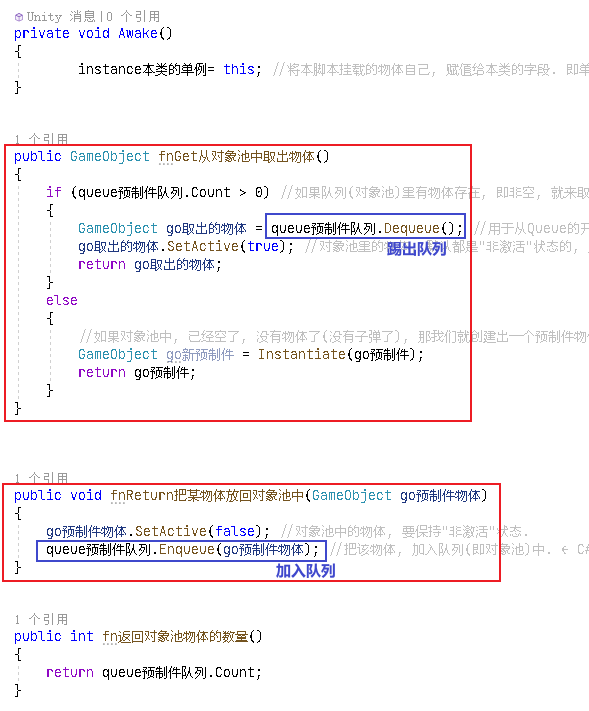 Unity 消息|0 个引用
private void Awake()
{
instance本类的单例= this; //将本脚本挂载的物体自己, 赋值给本类的字段. 即单
}
1 个引用
public GameObject fnGet从对象池中取出物体()
{
if (queue预制件队列.Count > 0) //如果队列(对象池)里有物体存在, 即非空, 就来取
{
GameObject go取出的物体 = queue预制件队列.Dequeue(); //用于从Queue的开
踢出队列
go取出的物体.SetActive(true); //对象池里的 都是"非激活"状态的,
return go取出的物体;
}
else
{
//如果对象池中, 已经空了, 没有物体了(没有子弹了), 那我们就创建出一个预制件物
GameObject go新预制件 = Instantiate(go预制件);
return go预制件;
}
}
1 个引用
public void fnReturn把某物体放回对象池中(GameObject go预制件物体)
{
go预制件物体.SetActive(false); //对象池中的物体, 要保持"非激活"状态.
queue预制件队列.Enqueue(go预制件物体); //把该物体, 加入队列(即对象池)中. ← C#
加入队列
}
1 个引用
public int fn返回对象池物体的数量()
{
return queue预制件队列.Count;
}